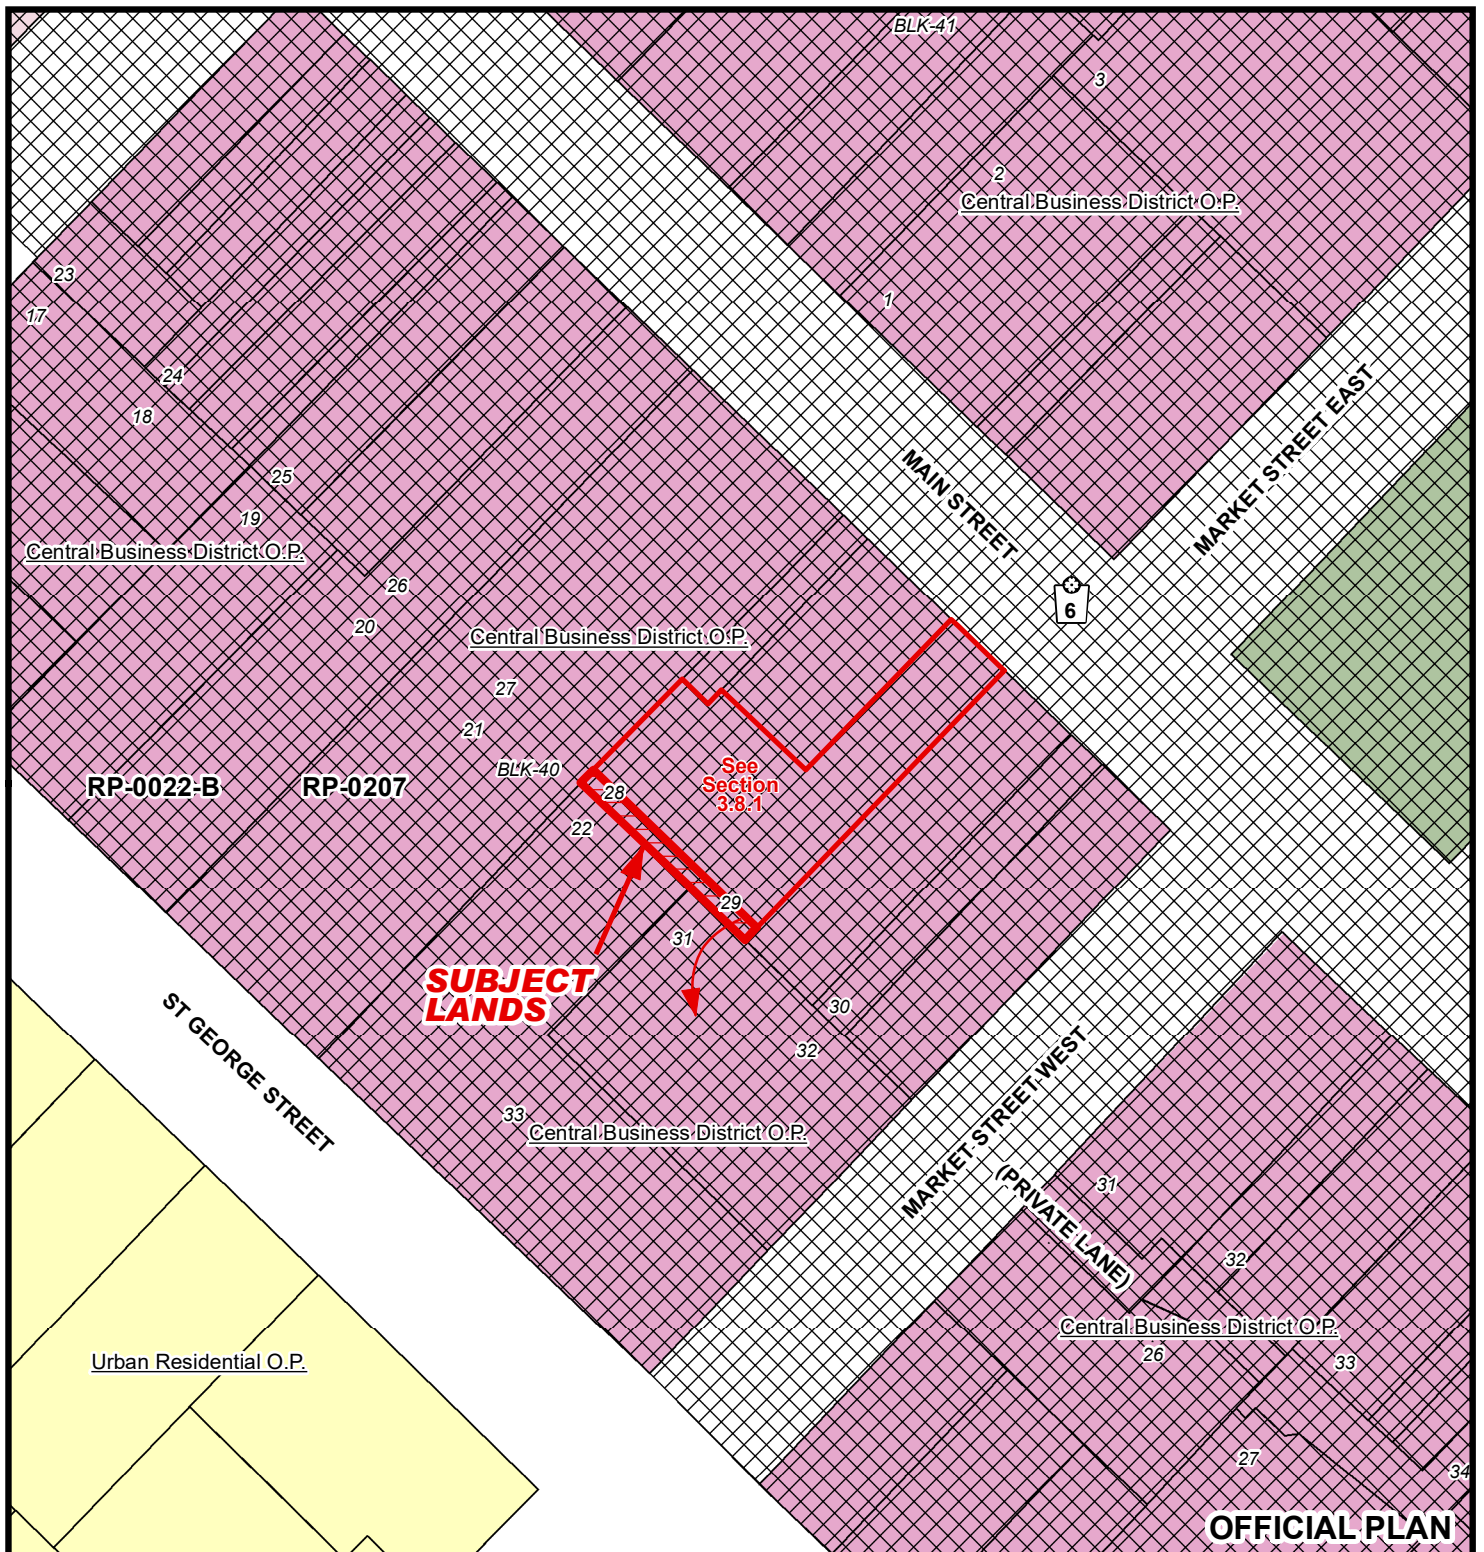 BLK-41
3
2
Central Business District O.P.
1
23
17
24
18
MARKET STREET EAST
MAIN STREET
25
19
Central Business District O.P.
26
6
20
Central Business District O.P.
27
21
BLK-40
See
Section
3.8.1
RP-0022-B
RP-0207
28
22
29
31
SUBJECT
LANDS
30
32
ST GEORGE STREET
33
Central Business District O.P.
MARKET STREET WEST
(PRIVATE LANE)
31
32
Central Business District O.P.
26
33
Urban Residential O.P.
27
34
OFFICIAL PLAN